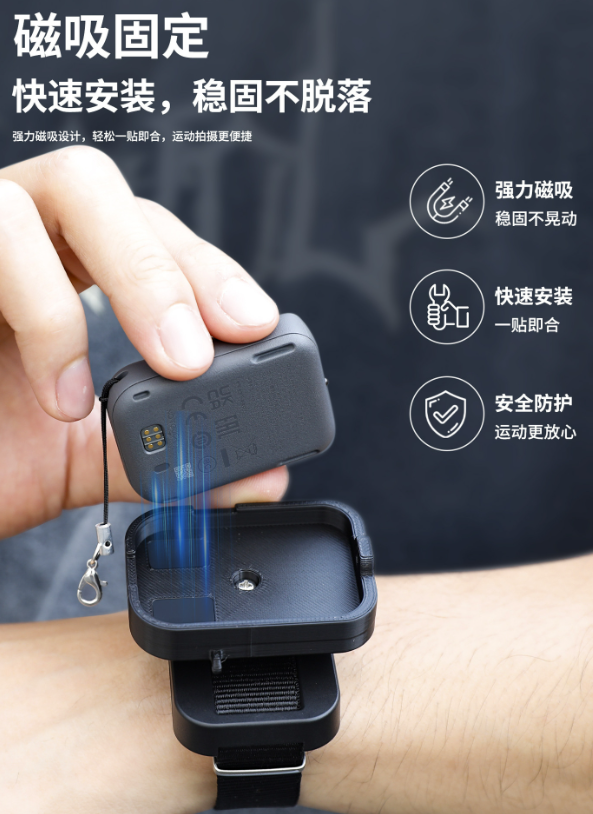 磁吸固定
快速安装，稳固不脱落
强力磁吸设计，轻松一贴即合，运动拍摄更便捷
强力磁吸
稳固不晃动
快速安装
一贴即合
安全防护
运动更放心